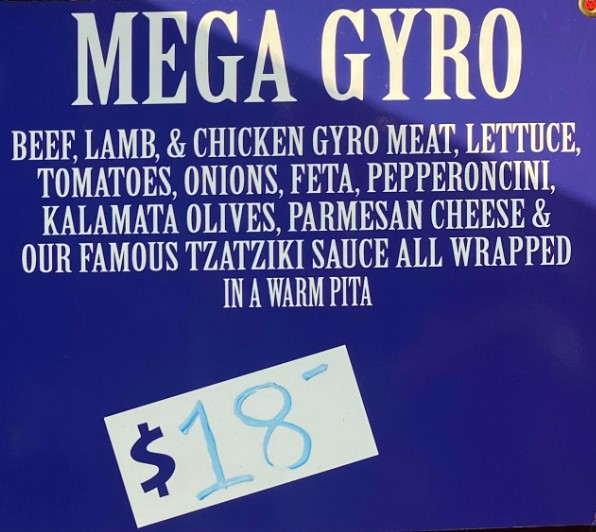 MEGA GYRO
BEEF, LAMB, & CHICKEN GYRO MEAT, LETTUCE,
TOMATOES, ONIONS, FETA, PEPPERONCINI,
KALAMATA OLIVES, PARMESAN CHEESE &
OUR FAMOUS TZATZIKI SAUCE ALL WRAPPED
IN A WARM PITA
$18-